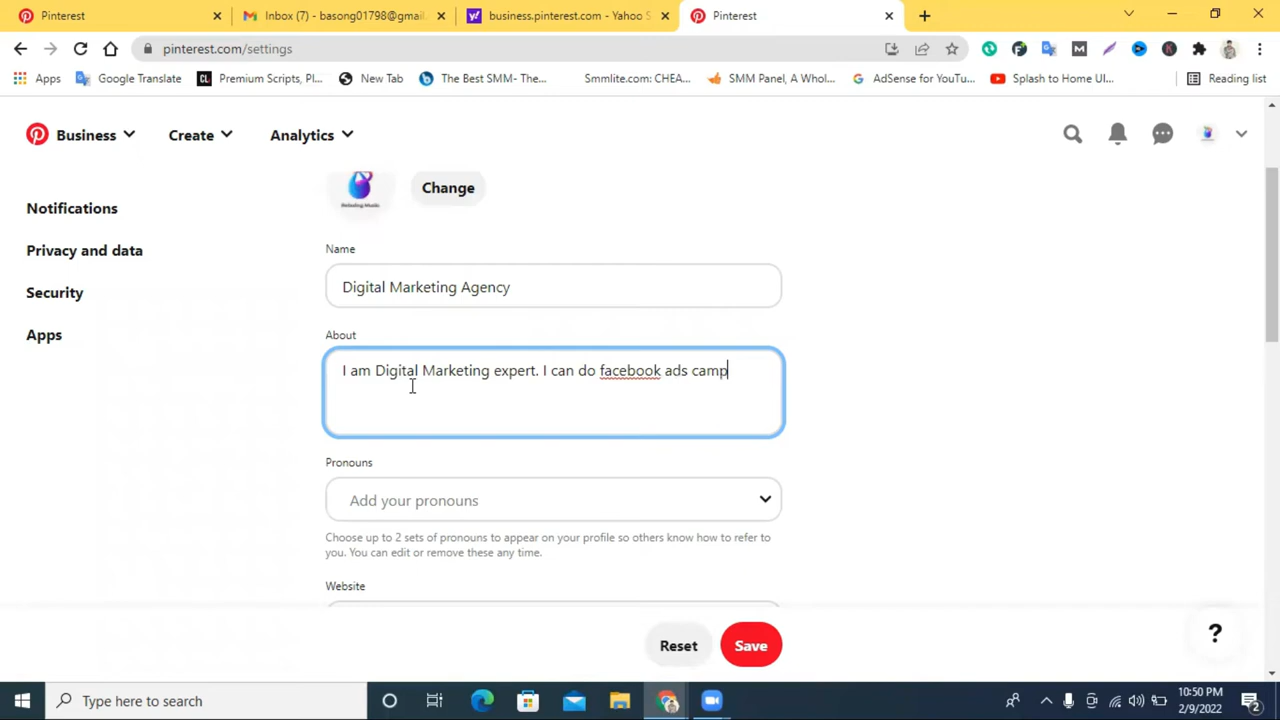 Pinterest
Inbox (7) - basong01798@gmail.
business.pinterest.com - Yahoo S
Pinterest
pinterest.com/settings
Apps
Google Translate
Premium Scripts, Pl...
New Tab
The Best SMM- The...
Smmlite.com: CHEA...
SMM Panel, A Whol...
AdSense for YouTu...
Splash to Home UI...
Reading list
Business
Create
Analytics
Change
Notifications
Name
Privacy and data
Digital Marketing Agency
Security
About
Apps
I am Digital Marketing expert. I can do facebook ads camp
Pronouns
Add your pronouns
Choose up to 2 sets of pronouns to appear on your profile so others know how to refer to
you. You can edit or remove these any time.
Website
Reset
Save
?
Type here to search
10:50 PM
2/9/2022
2